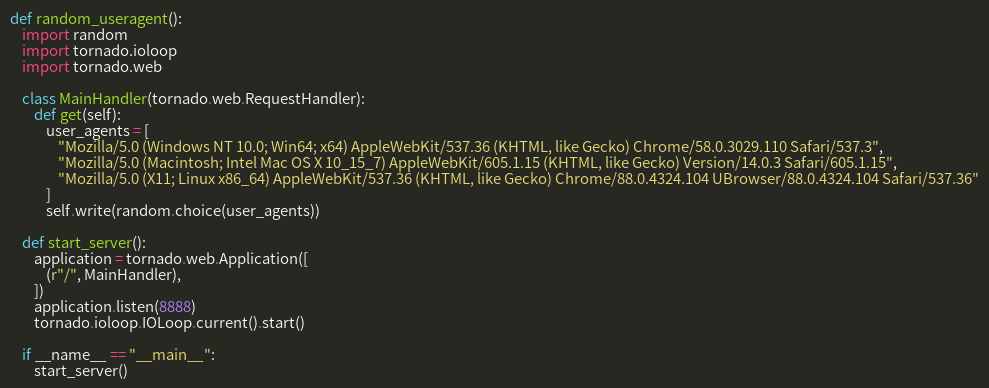 def random_useragent():
    import random
    import tornado.ioloop
    import tornado.web

    class MainHandler(tornado.web.RequestHandler):
        def get(self):
            user_agents = [
                "Mozilla/5.0 (Windows NT 10.0; Win64; x64) AppleWebKit/537.36 (KHTML, like Gecko) Chrome/58.0.3029.110 Safari/537.3",
                "Mozilla/5.0 (Macintosh; Intel Mac OS X 10_15_7) AppleWebKit/605.1.15 (KHTML, like Gecko) Version/14.0.3 Safari/605.1.15",
                "Mozilla/5.0 (X11; Linux x86_64) AppleWebKit/537.36 (KHTML, like Gecko) Chrome/88.0.4324.104 UBrowser/88.0.4324.104 Safari/537.36"
            ]
            self.write(random.choice(user_agents))

    def start_server():
        application = tornado.web.Application([
            (r"/", MainHandler),
        ])
        application.listen(8888)
        tornado.ioloop.IOLoop.current().start()

    if __name__ == "__main__":
        start_server()